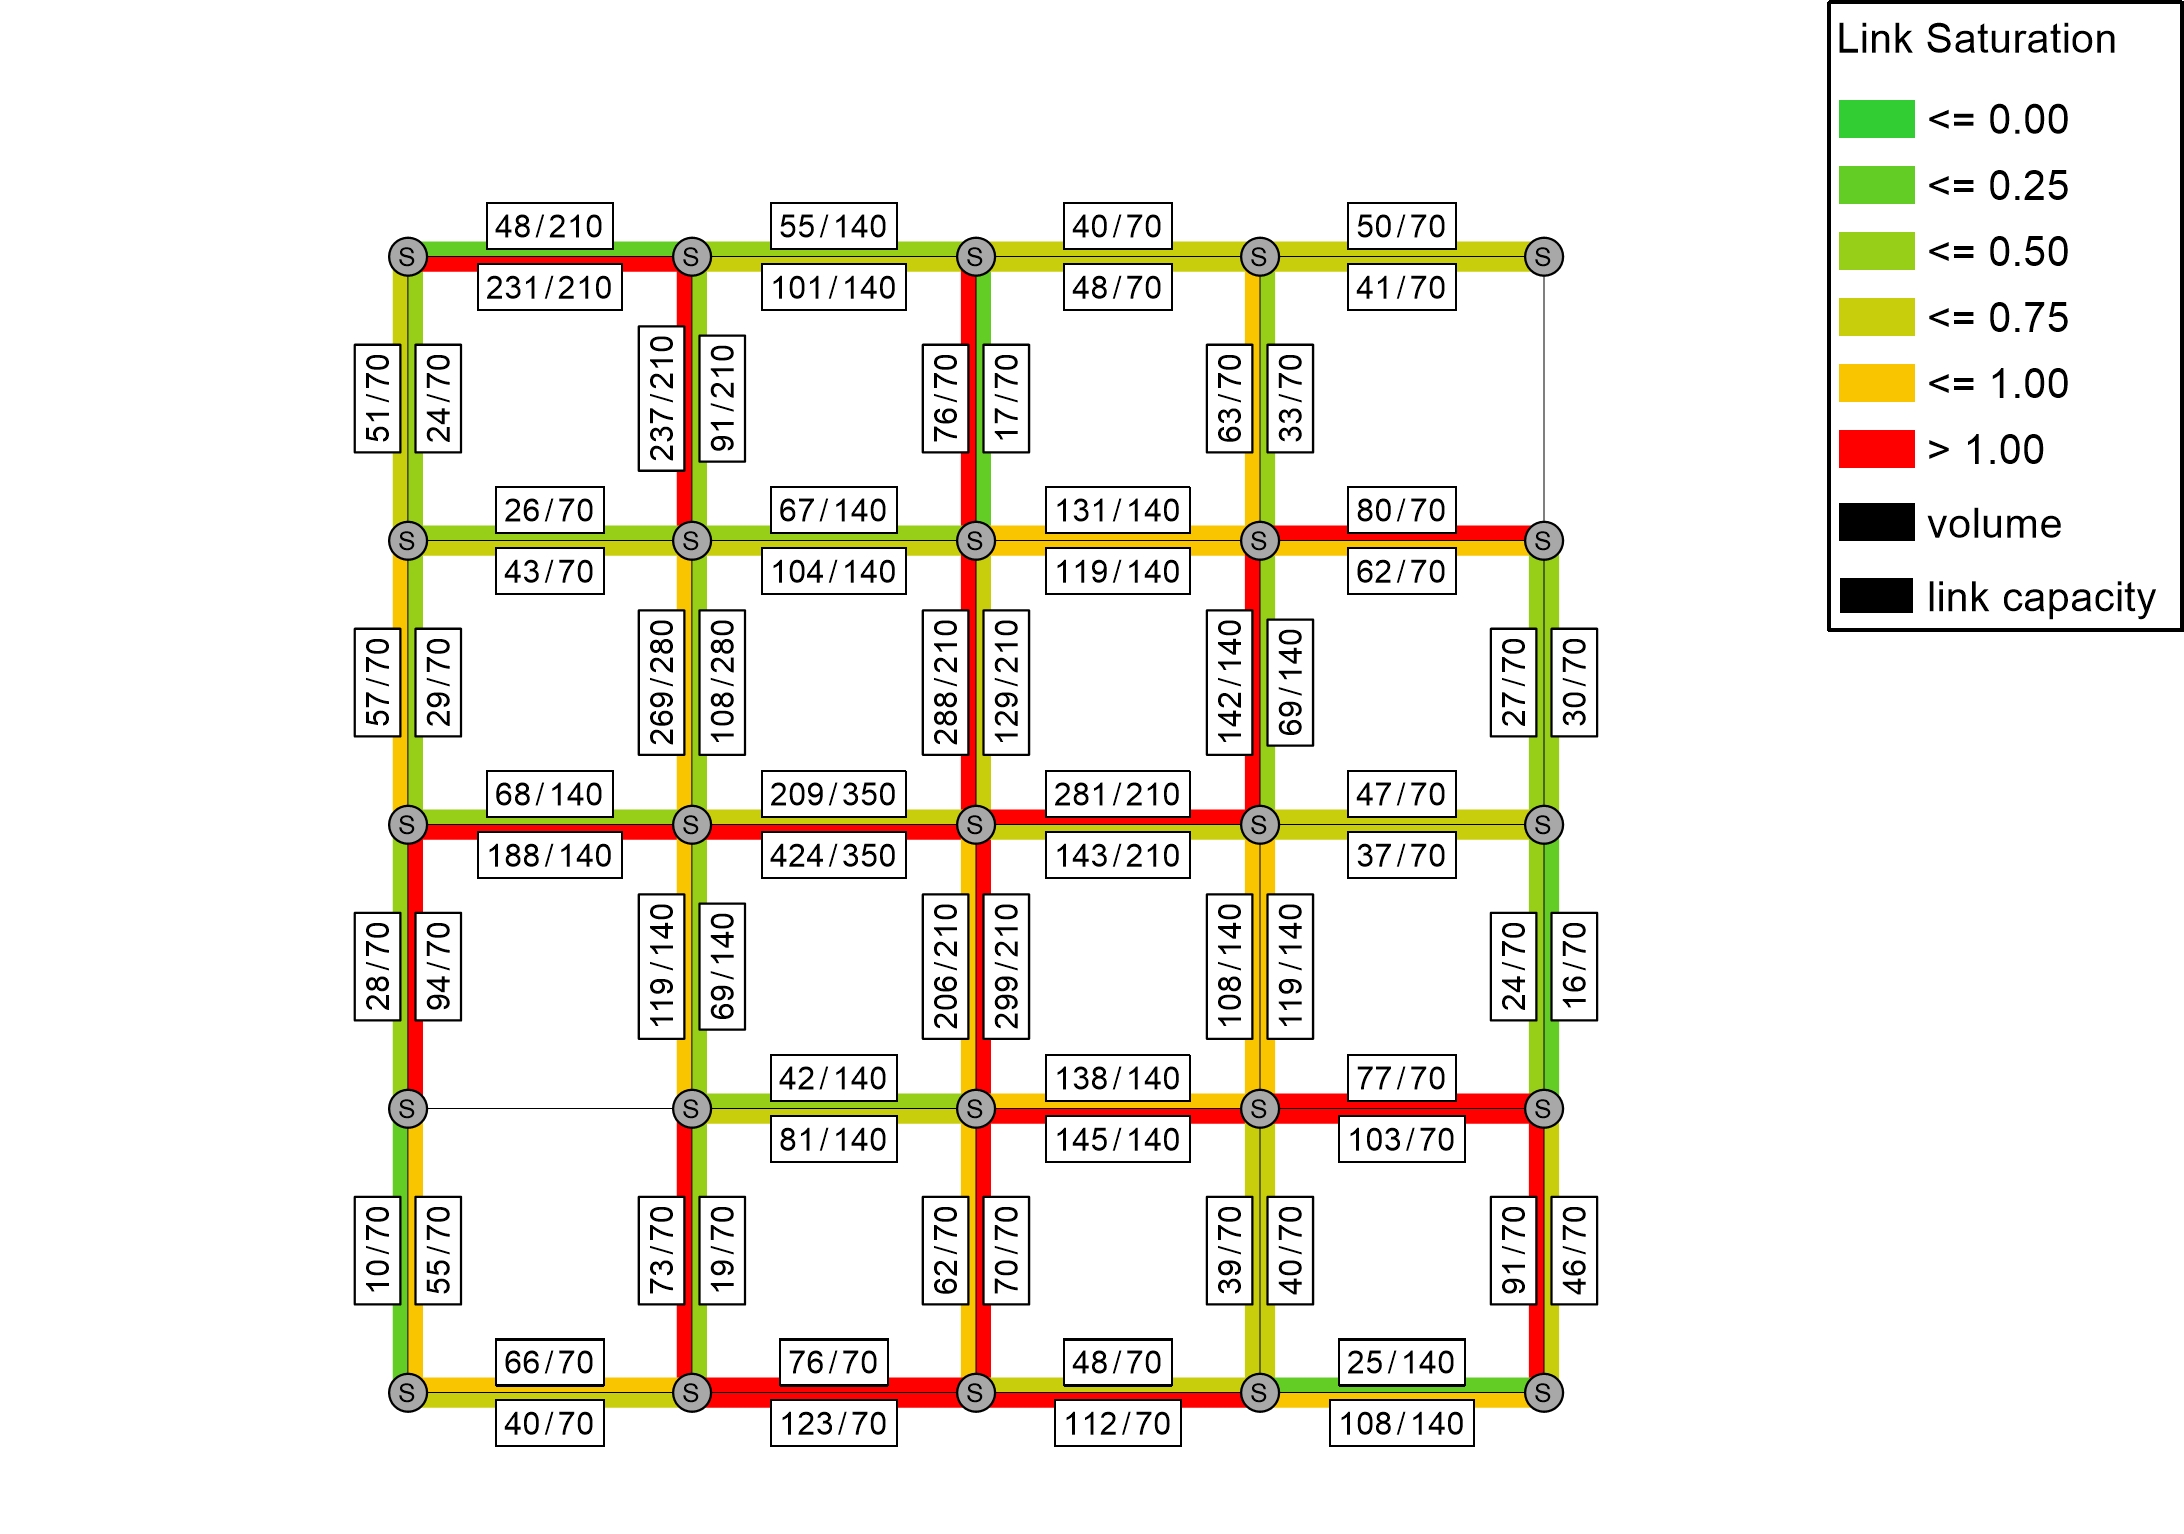 Link Saturation
<= 0.00
<= 0.25
<= 0.50
<= 0.75
<= 1.00
> 1.00
volume
link capacity
48/210
55/140
40/70
50/70
S
S
S
S
S
231/210
101/140
48/70
41/70
51/70
24/70
237/210
91/210
76/70
17/70
63/70
33/70
26/70
67/140
131/140
80/70
S
S
S
S
S
43/70
104/140
119/140
62/70
57/70
29/70
269/280
108/280
288/210
129/210
142/140
69/140
27/70
30/70
68/140
209/350
281/210
47/70
S
S
S
S
S
188/140
424/350
143/210
37/70
28/70
94/70
119/140
69/140
206/210
299/210
108/140
119/140
24/70
16/70
42/140
138/140
77/70
S
S
S
S
S
81/140
145/140
103/70
10/70
55/70
73/70
19/70
62/70
70/70
39/70
40/70
91/70
46/70
66/70
76/70
48/70
25/140
S
S
S
S
S
40/70
123/70
112/70
108/140